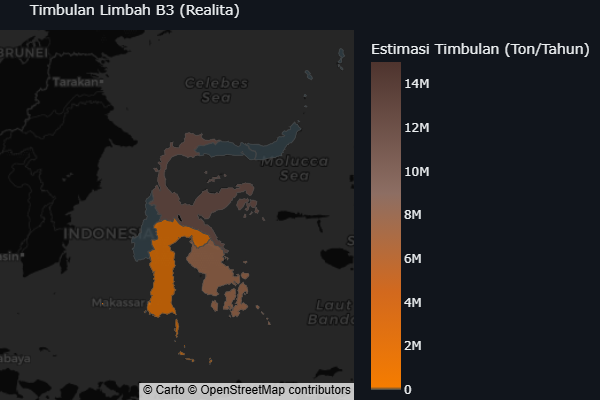 Timbulan Limbah B3 (Realita)
Estimasi Timbulan (Ton/Tahun)
BRUNEI
Tarakan
Celebes
Sea
Molucca
Sea
INDONESIA
Makassar
Laut
Banda
14M
12M
10M
8M
6M
4M
2M
0
© Carto © OpenStreetMap contributors